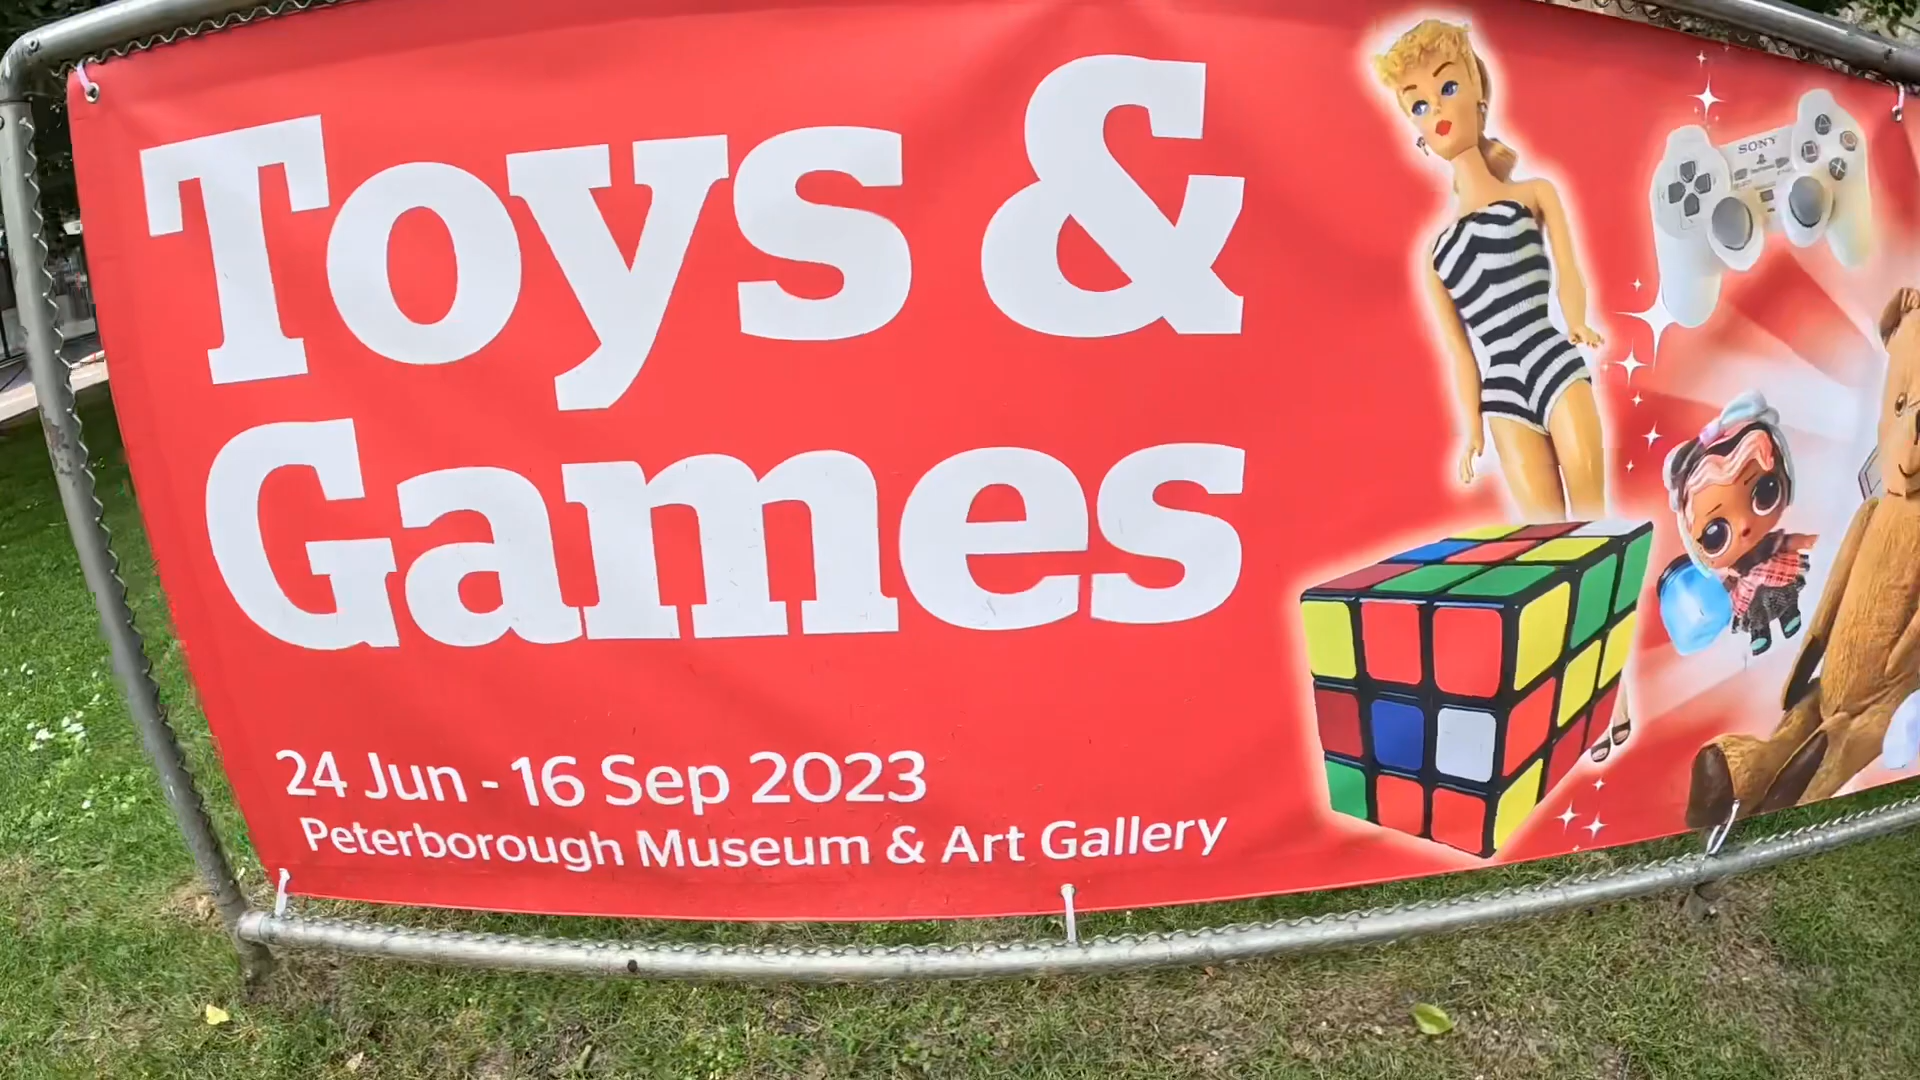 Toys &
Games
24 Jun - 16 Sep 2023
Peterborough Museum & Art Gallery
SONY